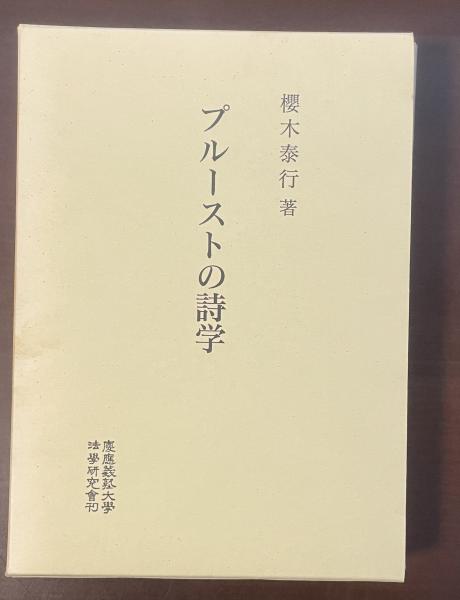 櫻木泰行 著
プルーストの詩学
慶應義塾大學
法學研究會刊